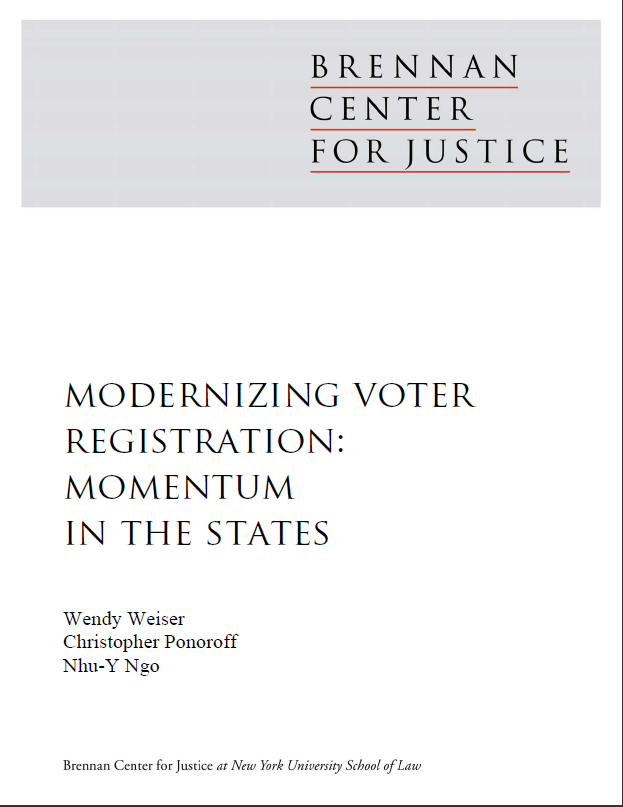 BRENNAN
CENTER
FOR JUSTICE
MODERNIZING VOTER
REGISTRATION:
MOMENTUM
IN THE STATES
Wendy Weiser
Christopher Ponoroff
Nhu-Y Ngo
Brennan Center for Justice at New York University School of Law